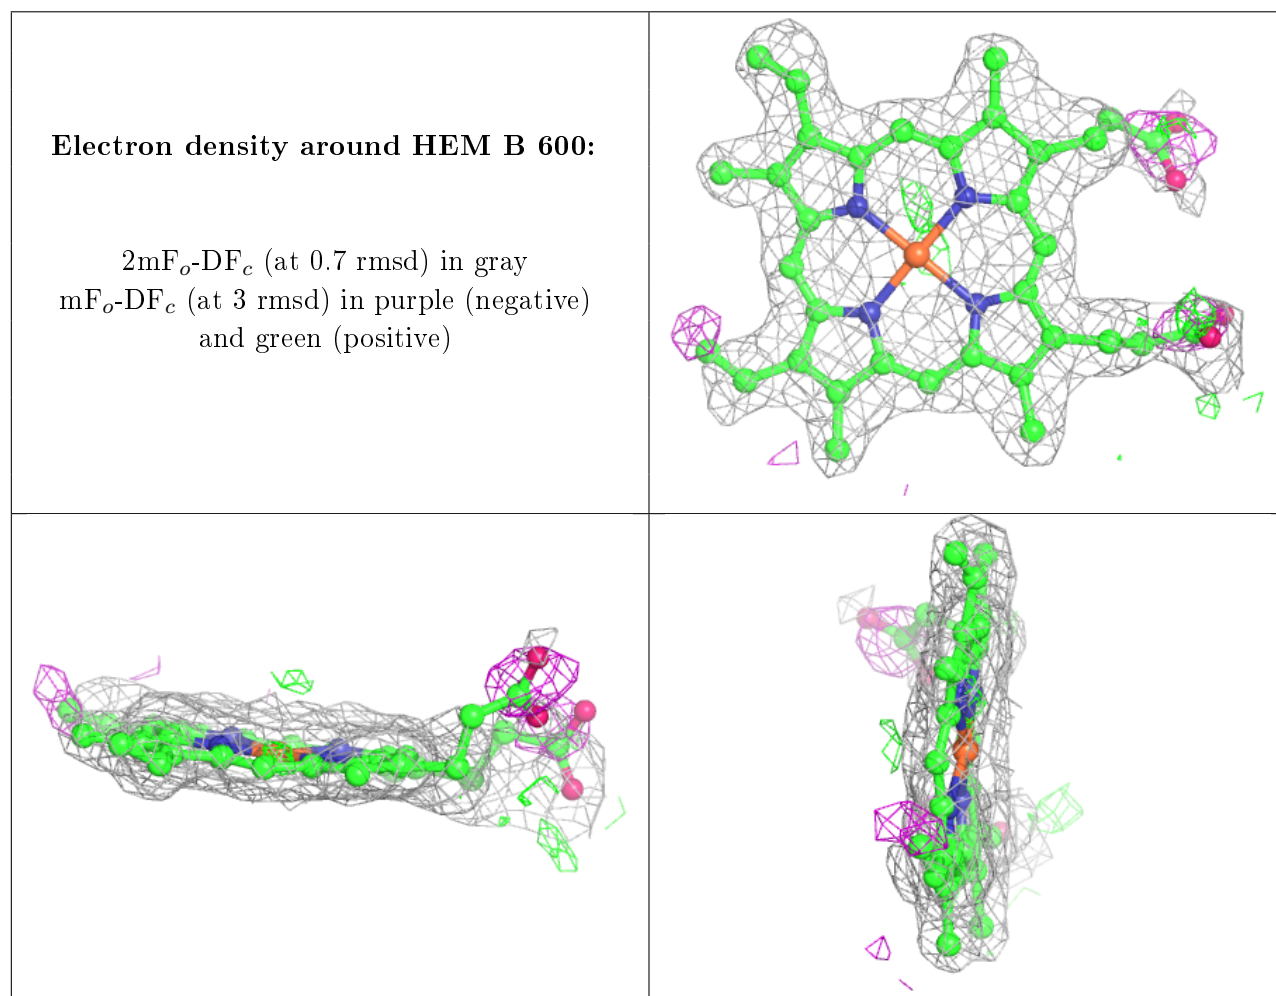 Electron density around HEM B 600:
2mFo-DFc (at 0.7 rmsd) in gray
mFo-DFc (at 3 rmsd) in purple (negative)
and green (positive)